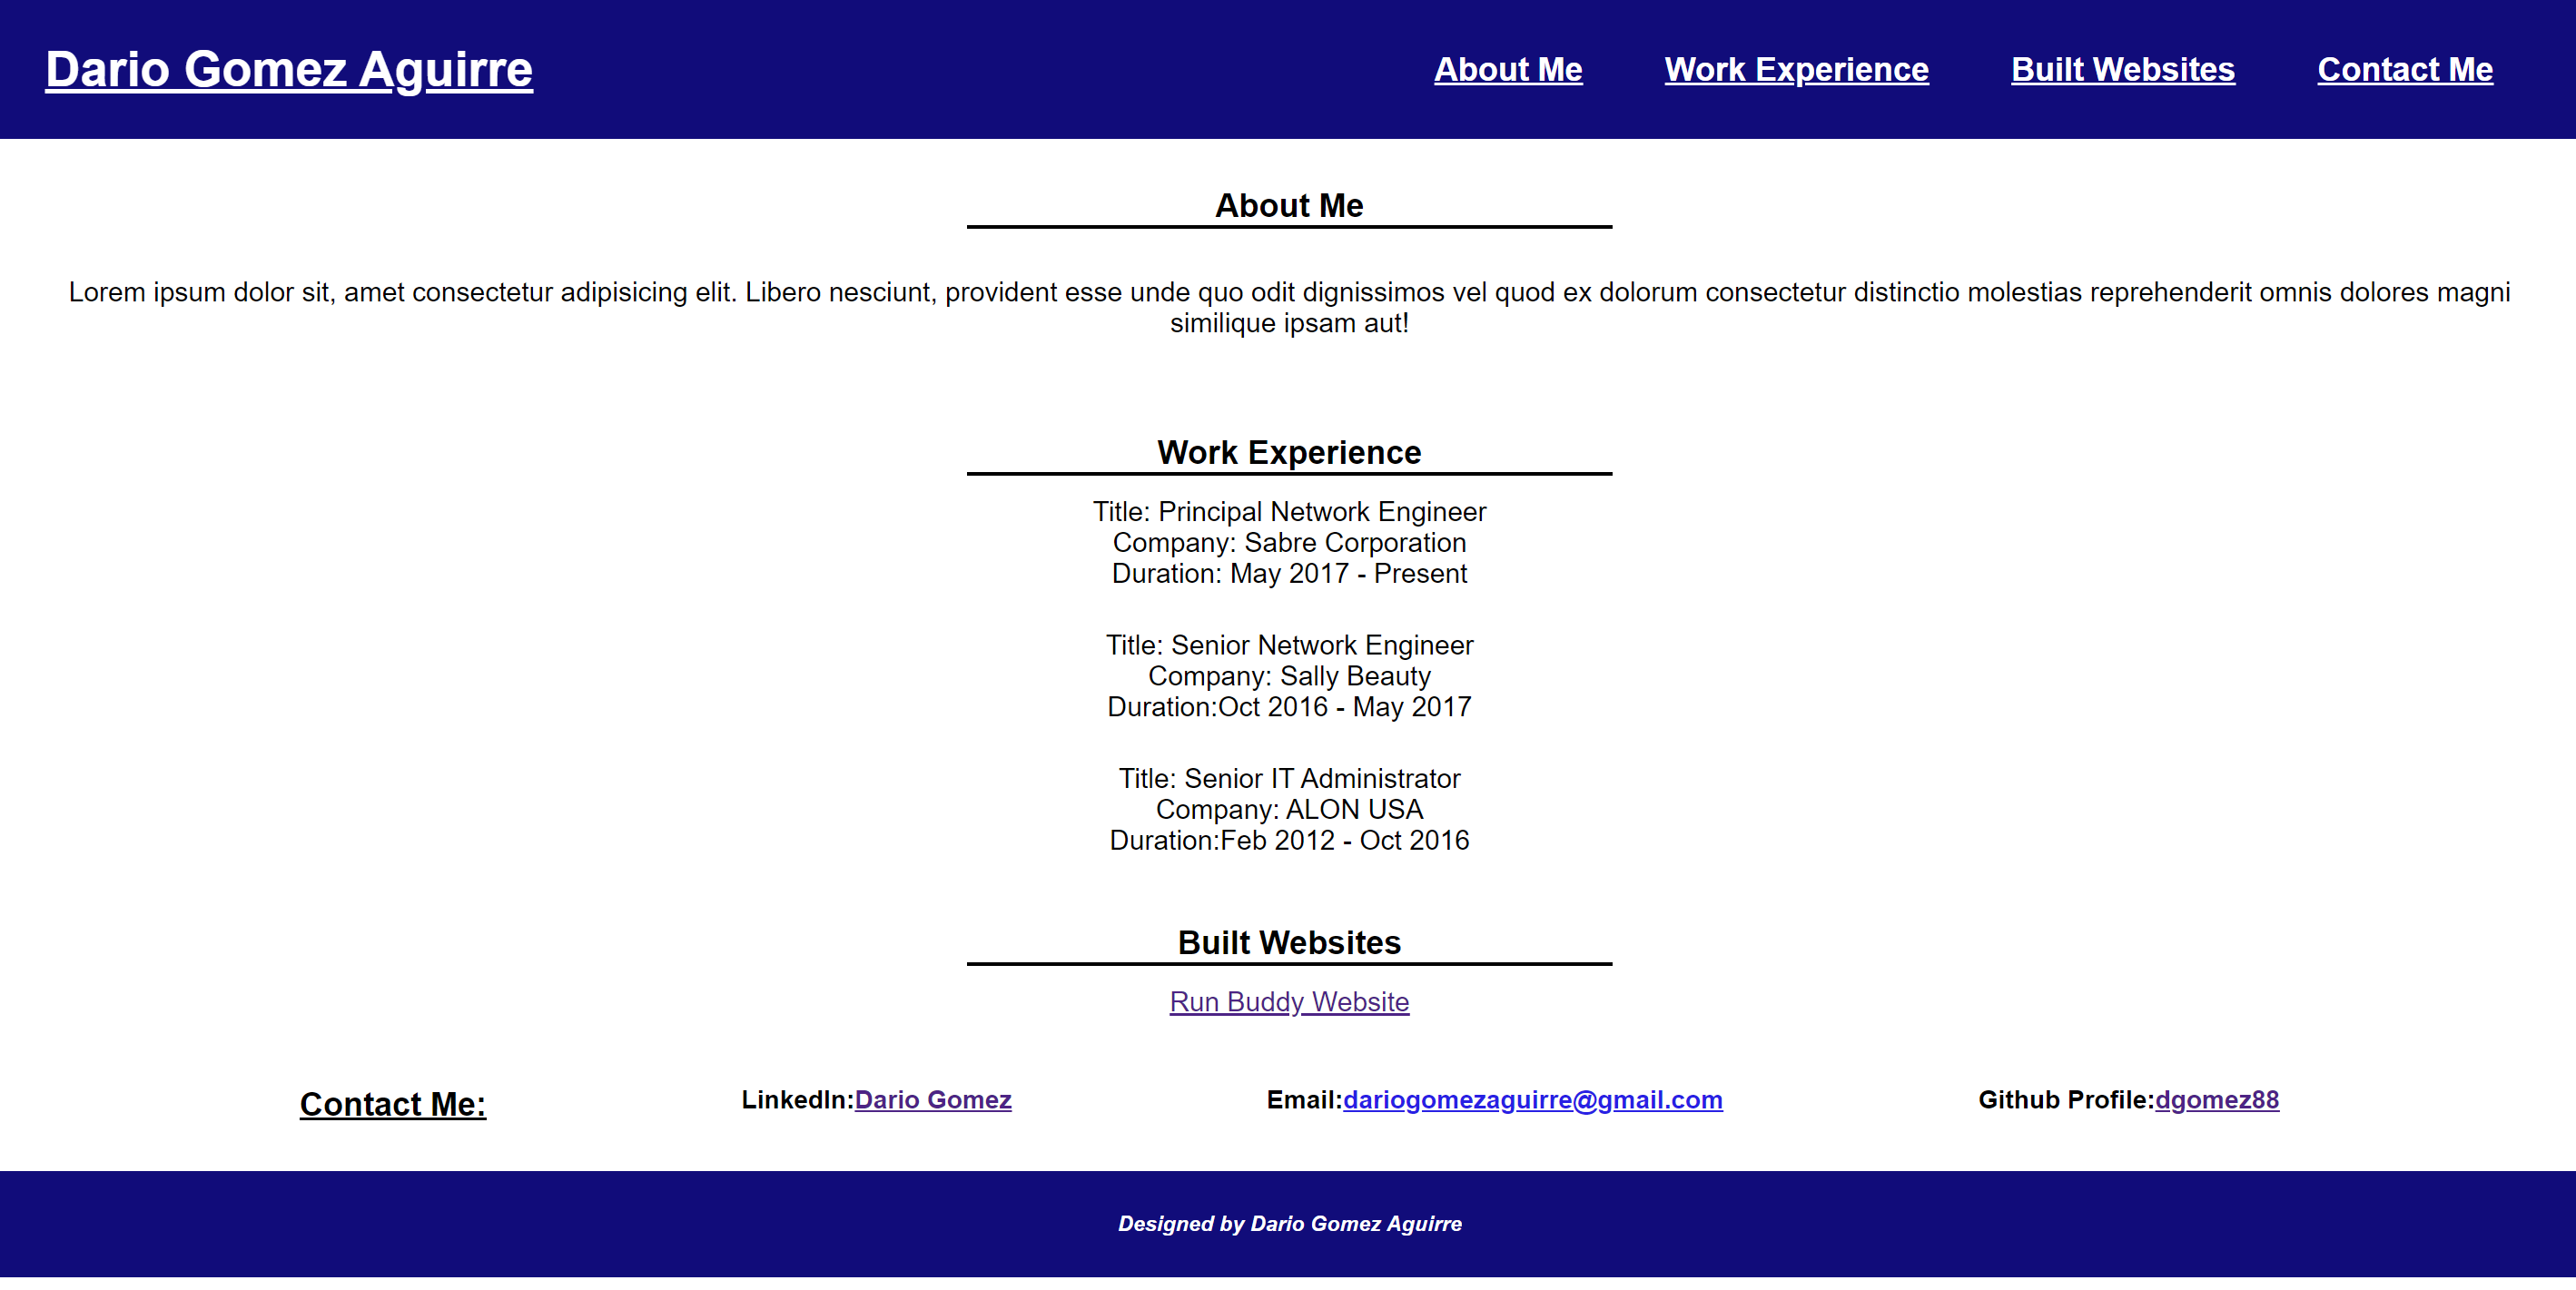 Dario Gomez Aguirre
About Me
Work Experience
Built Websites
Contact Me
About Me
Lorem ipsum dolor sit, amet consectetur adipisicing elit. Libero nesciunt, provident esse unde quo odit dignissimos vel quod ex dolorum consectetur distinctio molestias reprehenderit omnis dolores magni
similique ipsam aut!
Work Experience
Title: Principal Network Engineer
Company: Sabre Corporation
Duration: May 2017 - Present
Title: Senior Network Engineer
Company: Sally Beauty
Duration:Oct 2016 - May 2017
Title: Senior IT Administrator
Company: ALON USA
Duration:Feb 2012 - Oct 2016
Built Websites
Run Buddy Website
Contact Me:
LinkedIn:Dario Gomez
Email:dariogomezaguirre@gmail.com
Github Profile:dgomez88
Designed by Dario Gomez Aguirre